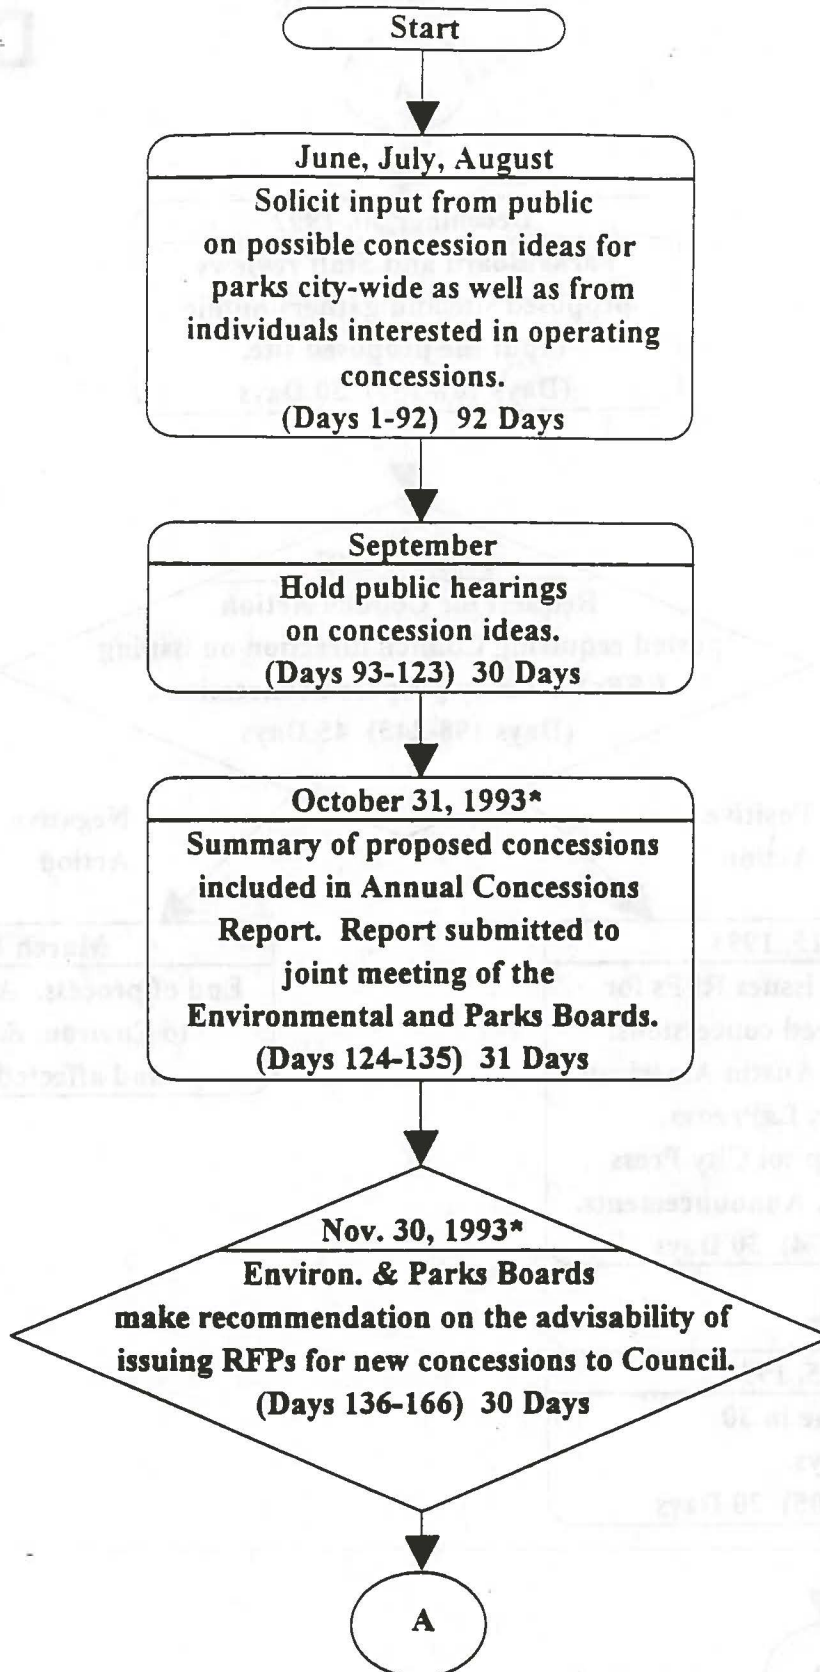 Start
June, July, August
Solicit input from public
on possible concession ideas for
parks city-wide as well as from
individuals interested in operating
concessions.
(Days 1-92) 92 Days
September
Hold public hearings
on concession ideas.
(Days 93-123) 30 Days
October 31, 1993*
Summary of proposed concessions
included in Annual Concessions
Report. Report submitted to
joint meeting of the
Environmental and Parks Boards.
(Days 124-135) 31 Days
Nov. 30, 1993*
Environ. & Parks Boards
make recommendation on the advisability of
issuing RFPs for new concessions to Council.
(Days 136-166) 30 Days
A